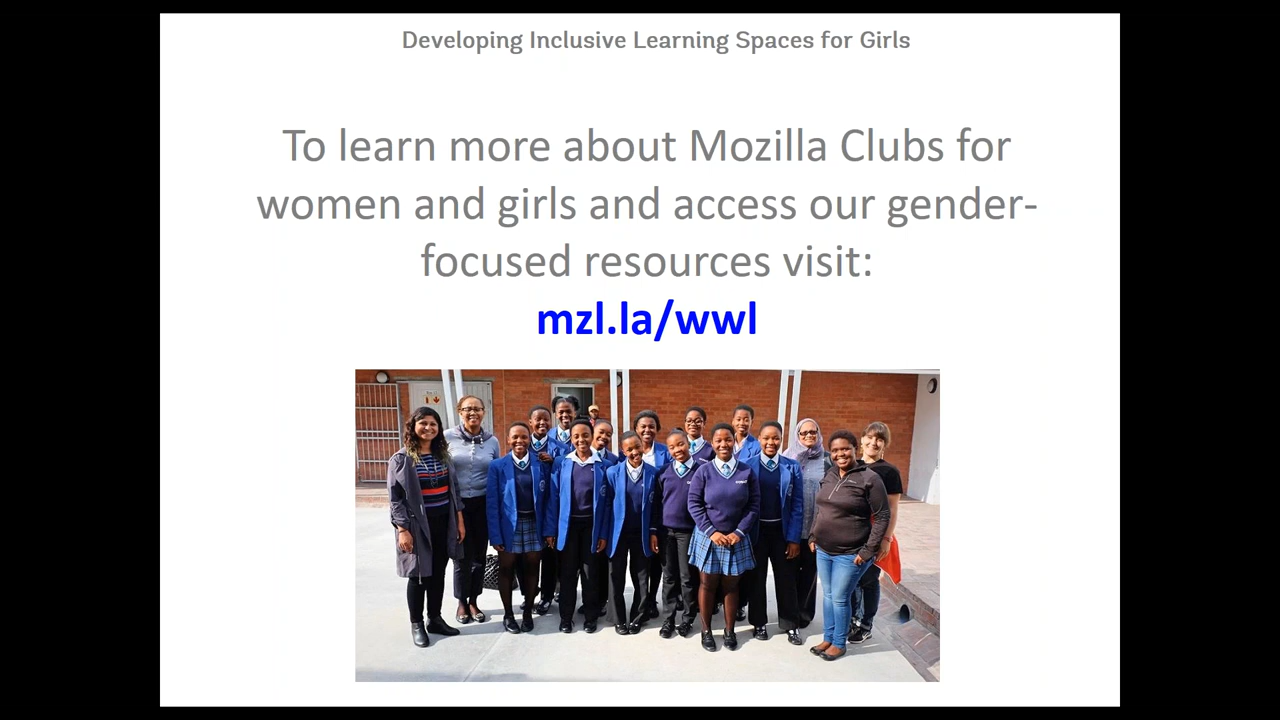 Developing Inclusive Learning Spaces for Girls
To learn more about Mozilla Clubs for
women and girls and access our gender-
focused resources visit:
mzl.la/wwl